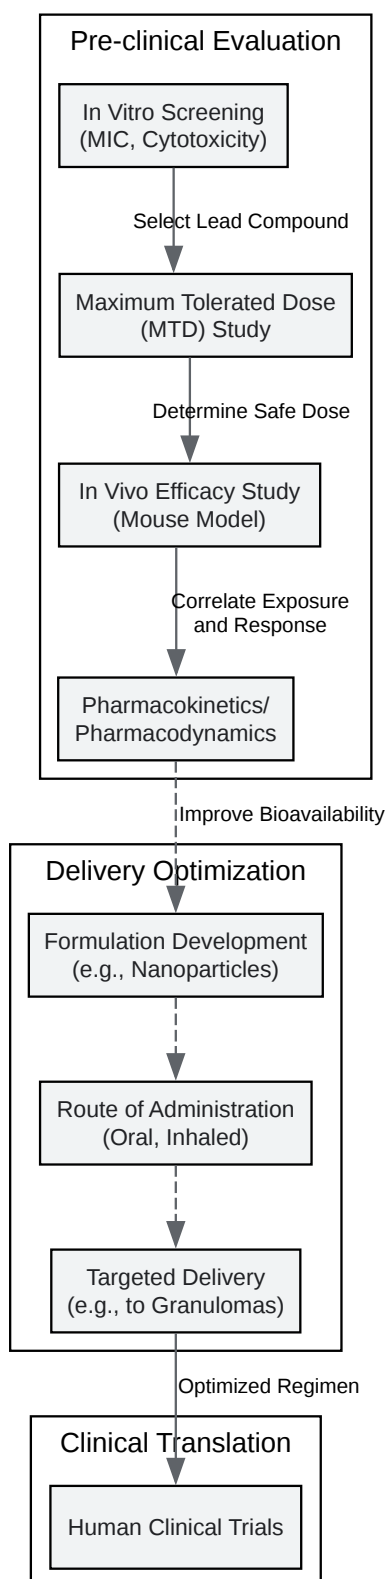 Pre-clinical Evaluation
In Vitro Screening
(MIC, Cytotoxicity)
Select Lead Compound
Maximum Tolerated Dose
(MTD) Study
Determine Safe Dose
In Vivo Efficacy Study
(Mouse Model)
Correlate Exposure
and Response
Pharmacokinetics/
Pharmacodynamics
Improve Bioavailability
Delivery Optimization
Formulation Development
(e.g., Nanoparticles)
Route of Administration
(Oral, Inhaled)
Targeted Delivery
(e.g., to Granulomas)
Optimized Regimen
Clinical Translation
Human Clinical Trials